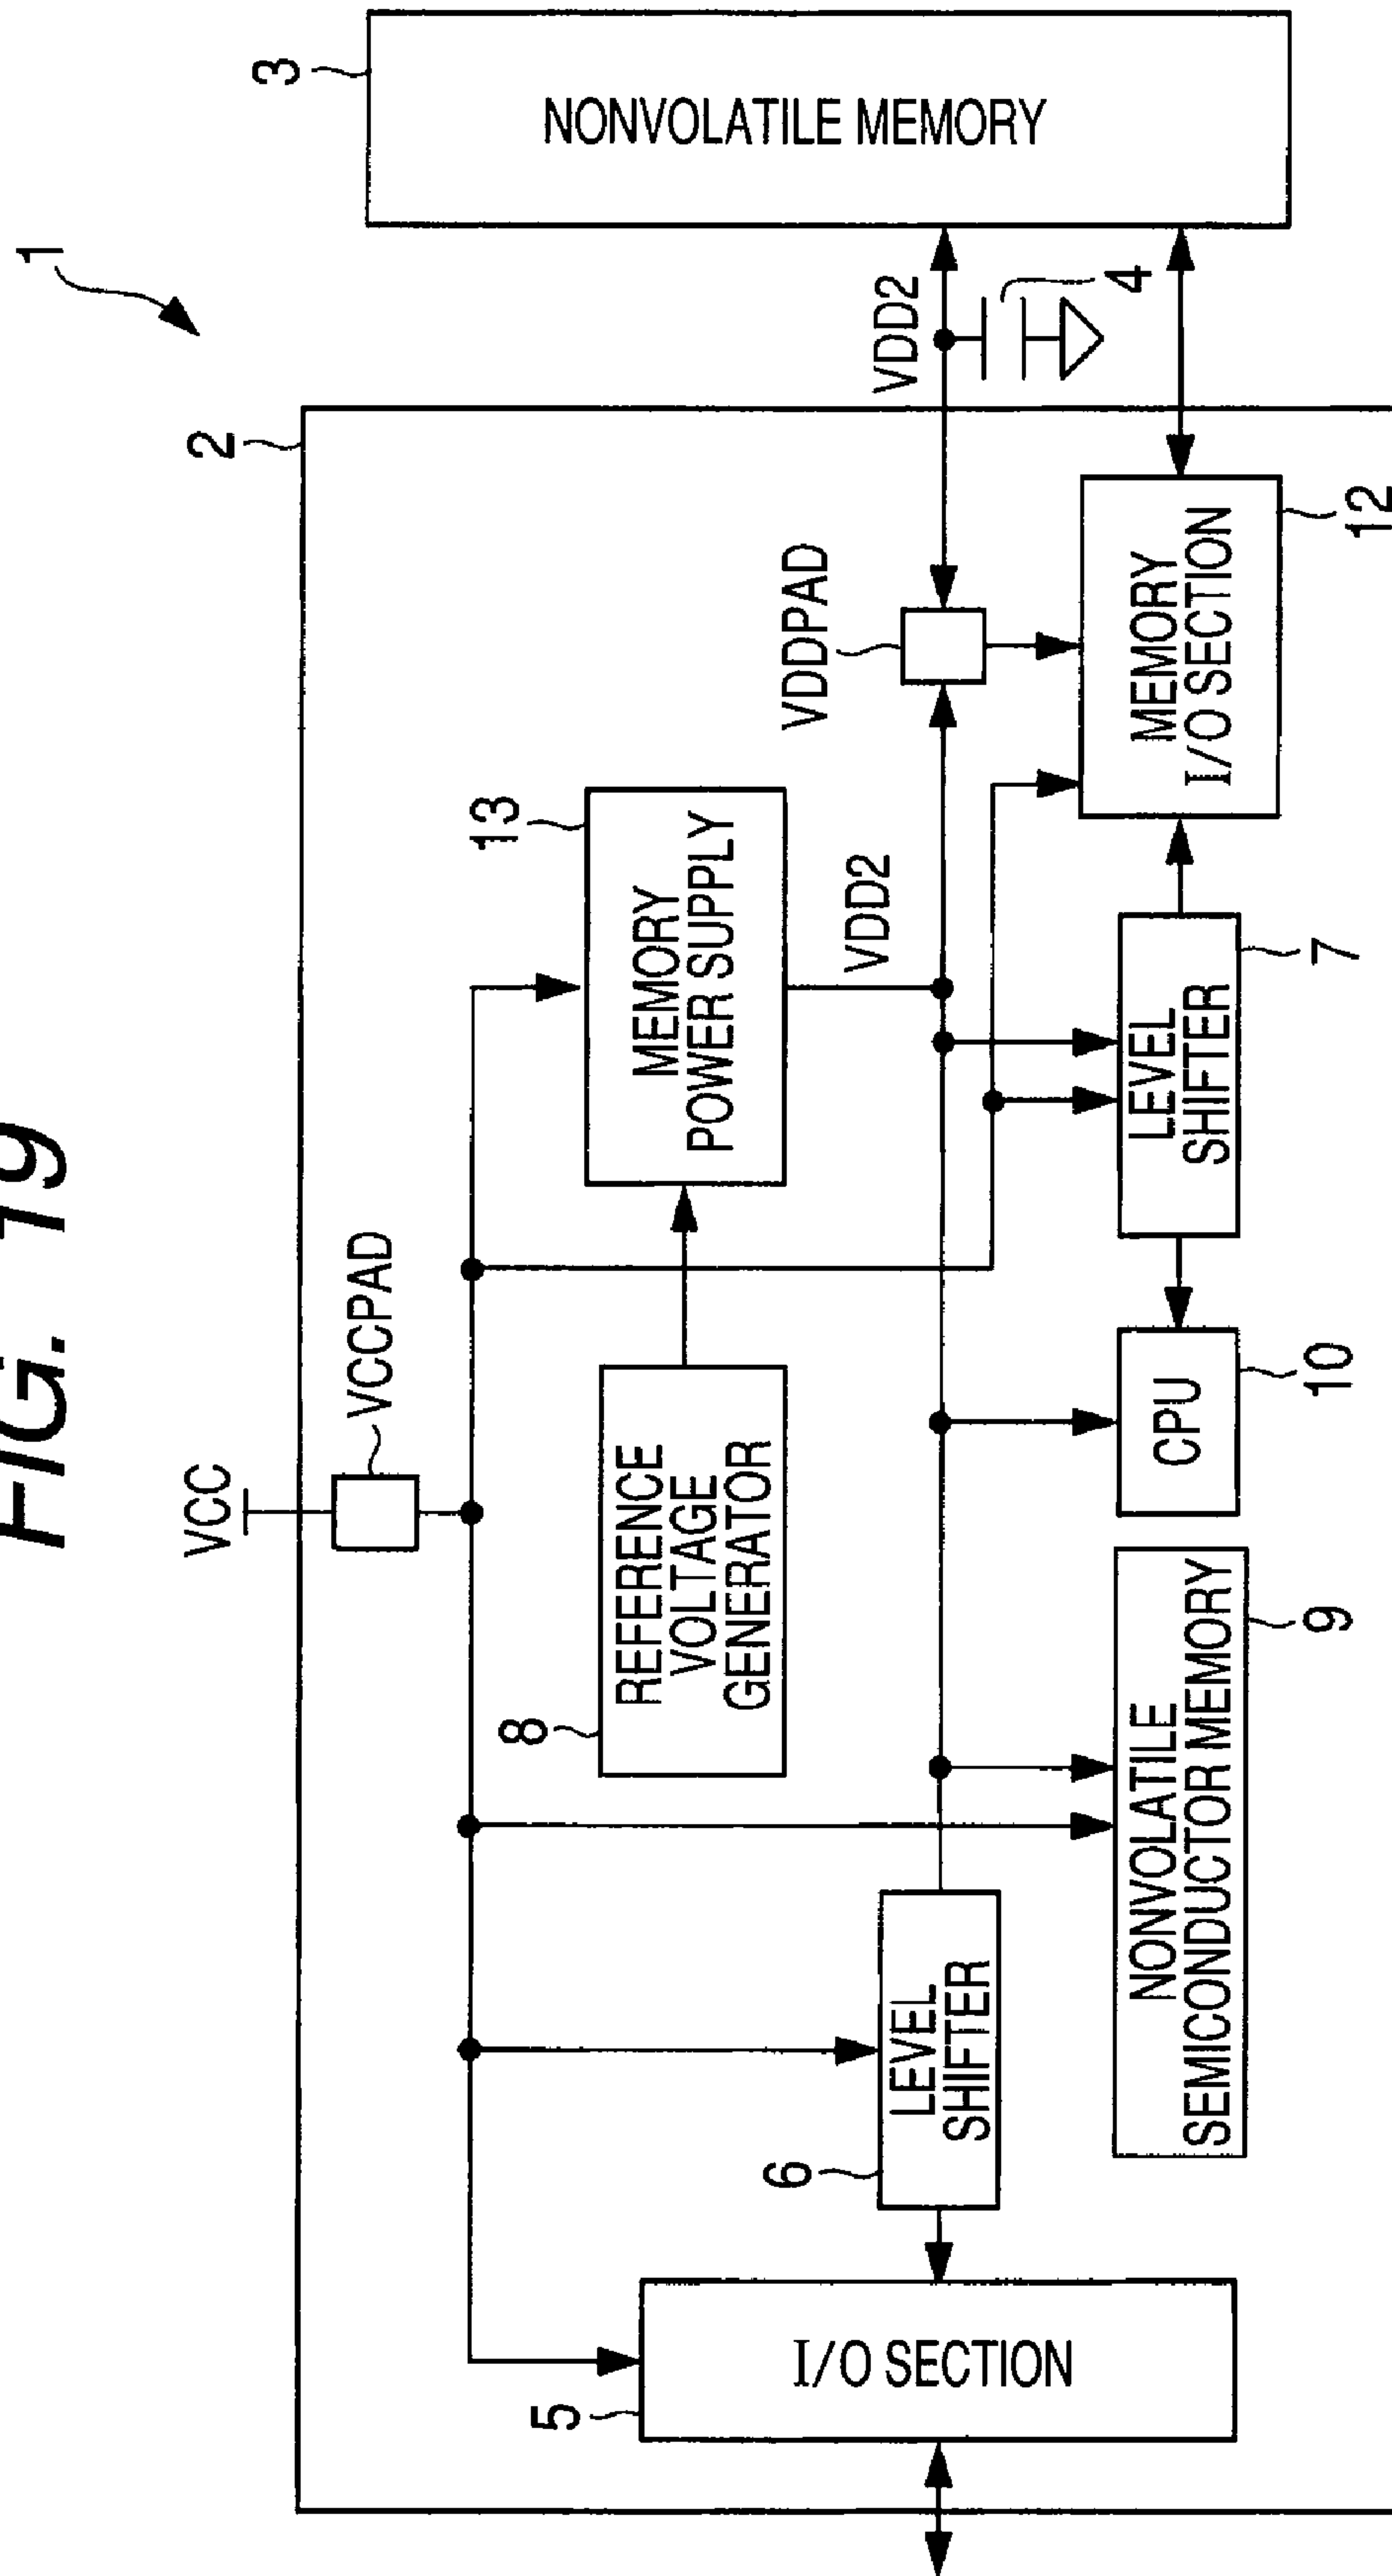 FIG. 19
1
VCC
2
3
VCCPAD
NONVOLATILE MEMORY
8
REFERENCE
VOLTAGE
GENERATOR
13
MEMORY
POWER SUPPLY
VDDPAD
VDD2
VDD2
4
5
I/O SECTION
6
LEVEL
SHIFTER
NONVOLATILE
SEMICONDUCTOR MEMORY
9
CPU
10
LEVEL
SHIFTER
7
MEMORY
I/O SECTION
12